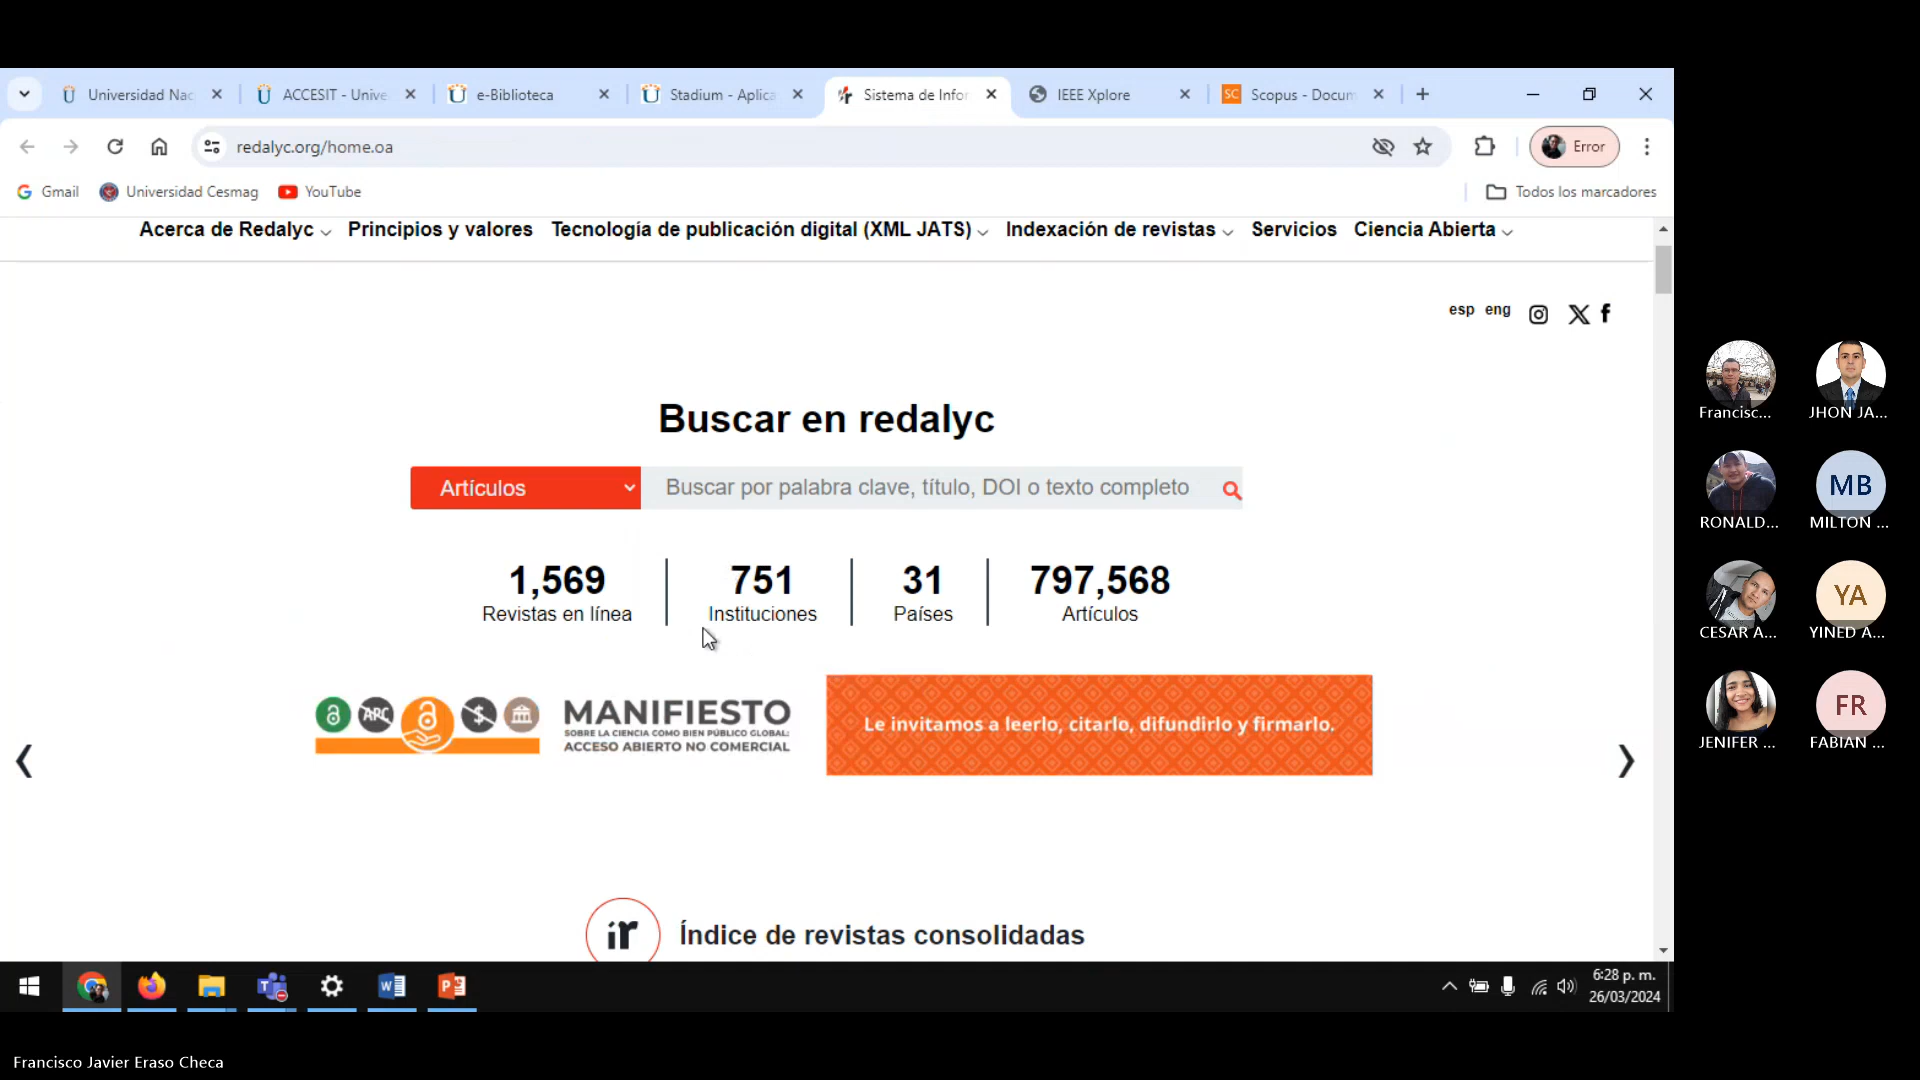 Universidad Nac
ACCESIT - Unive
e-Biblioteca
Stadium - Aplica
Sistema de Infor
IEEE Xplore
SC Scopus - Docum
redalyc.org/home.oa
Error
Gmail
Universidad Cesmag
YouTube
Todos los marcadores
Acerca de Redalyc
Principios y valores
Tecnología de publicación digital (XML JATS)
Indexación de revistas
Servicios
Ciencia Abierta
esp eng
Buscar en redalyc
Artículos
Buscar por palabra clave, título, DOI o texto completo
1,569
Revistas en línea
751
Instituciones
31
Países
797,568
Artículos
ARC
MANIFIESTO
SOBRE LA CIENCIA COMO BIEN PÚBLICO GLOBAL:
ACCESO ABIERTO NO COMERCIAL
Le invitamos a leerlo, citarlo, difundirlo y firmarlo.
ir
Índice de revistas consolidadas
6:28 p. m.
26/03/2024
Francisc...
JHON JA...
RONALD...
MB
MILTON ...
CESAR A...
YA
YINED A...
JENIFER ...
FR
FABIAN ...
Francisco Javier Eraso Checa